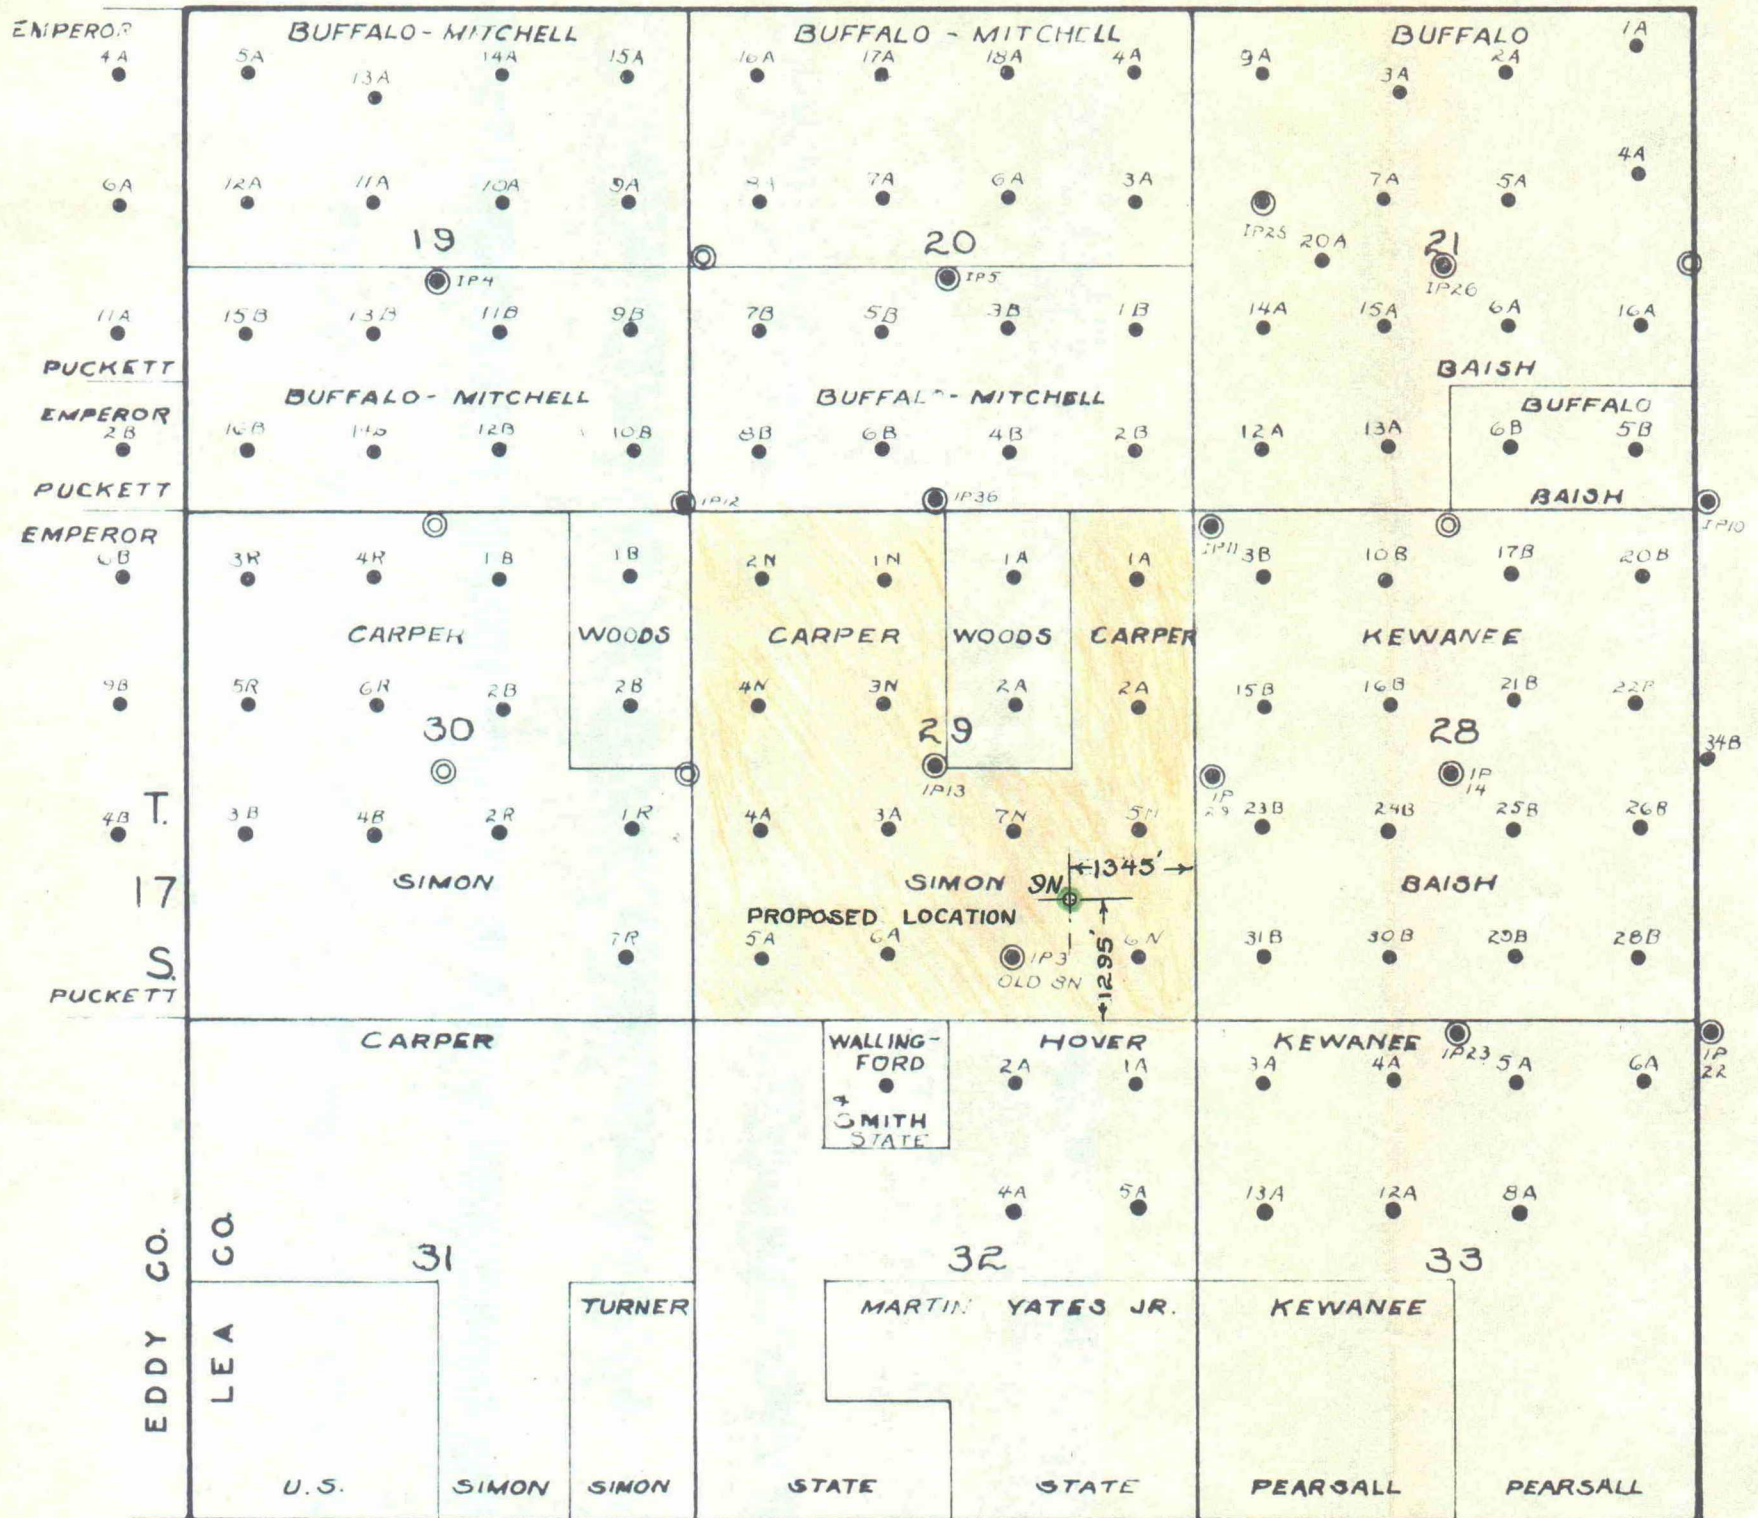 BUFFALO - MITCHELL BUFFALO - MITCHELL BUFFALO 1A
4A 5A 13A 14A 15A 16A 17A 18A 4A 9A 3A 2A
6A 12A 11A 10A 9A 7A 6A 3A 7A 5A 4A
19 20 IP25 20A 21
IP4 IP5 IP26
11A 15B 13B 11B 9B 7B 5B 3B 1B 14A 15A 6A 16A
PUCKETT BAISH
BUFFALO - MITCHELL MITCHELL BUFFALO
EMPEROR
2B 16B 12B 10B 8B 6B 4B 2B 12A 13A 6B 5B
PUCKETT IP12 IP36 BAISH
EMPEROR IP11 IP10
6B 3R 4R 1B 1B 2N 1N 1A 1A 3B 10B 17B 20B
CARPER WOODS CARPER WOODS CARPER KEWANEE
9B 5R 6R 2B 2B 4N 3N 2A 2A 15B 16B 21B
30 29 28 34B
IP13 IP 29 IP 14
4B T. 3B 4B 2R 1R 4A 3A 7N 5N 23B 24B 25B 26B
1345'
17 SIMON SIMON 9N BAISH
PROPOSED LOCATION
S. 7R 5A 6A IP3 6N 1295' 31B 30B 29B 28B
PUCKETT OLD 8N
CARPER WALLING- HOVER KEWANEE IP23 IP 22
FORD 2A 1A 3A 4A 5A 6A
& SMITH
STATE
4A 5A 13A 12A 8A
EDDY CO. LEA CO. 31 32 33
TURNER MARTIN YATES JR. KEWANEE
U.S. SIMON SIMON STATE STATE PEARSALL PEARSALL